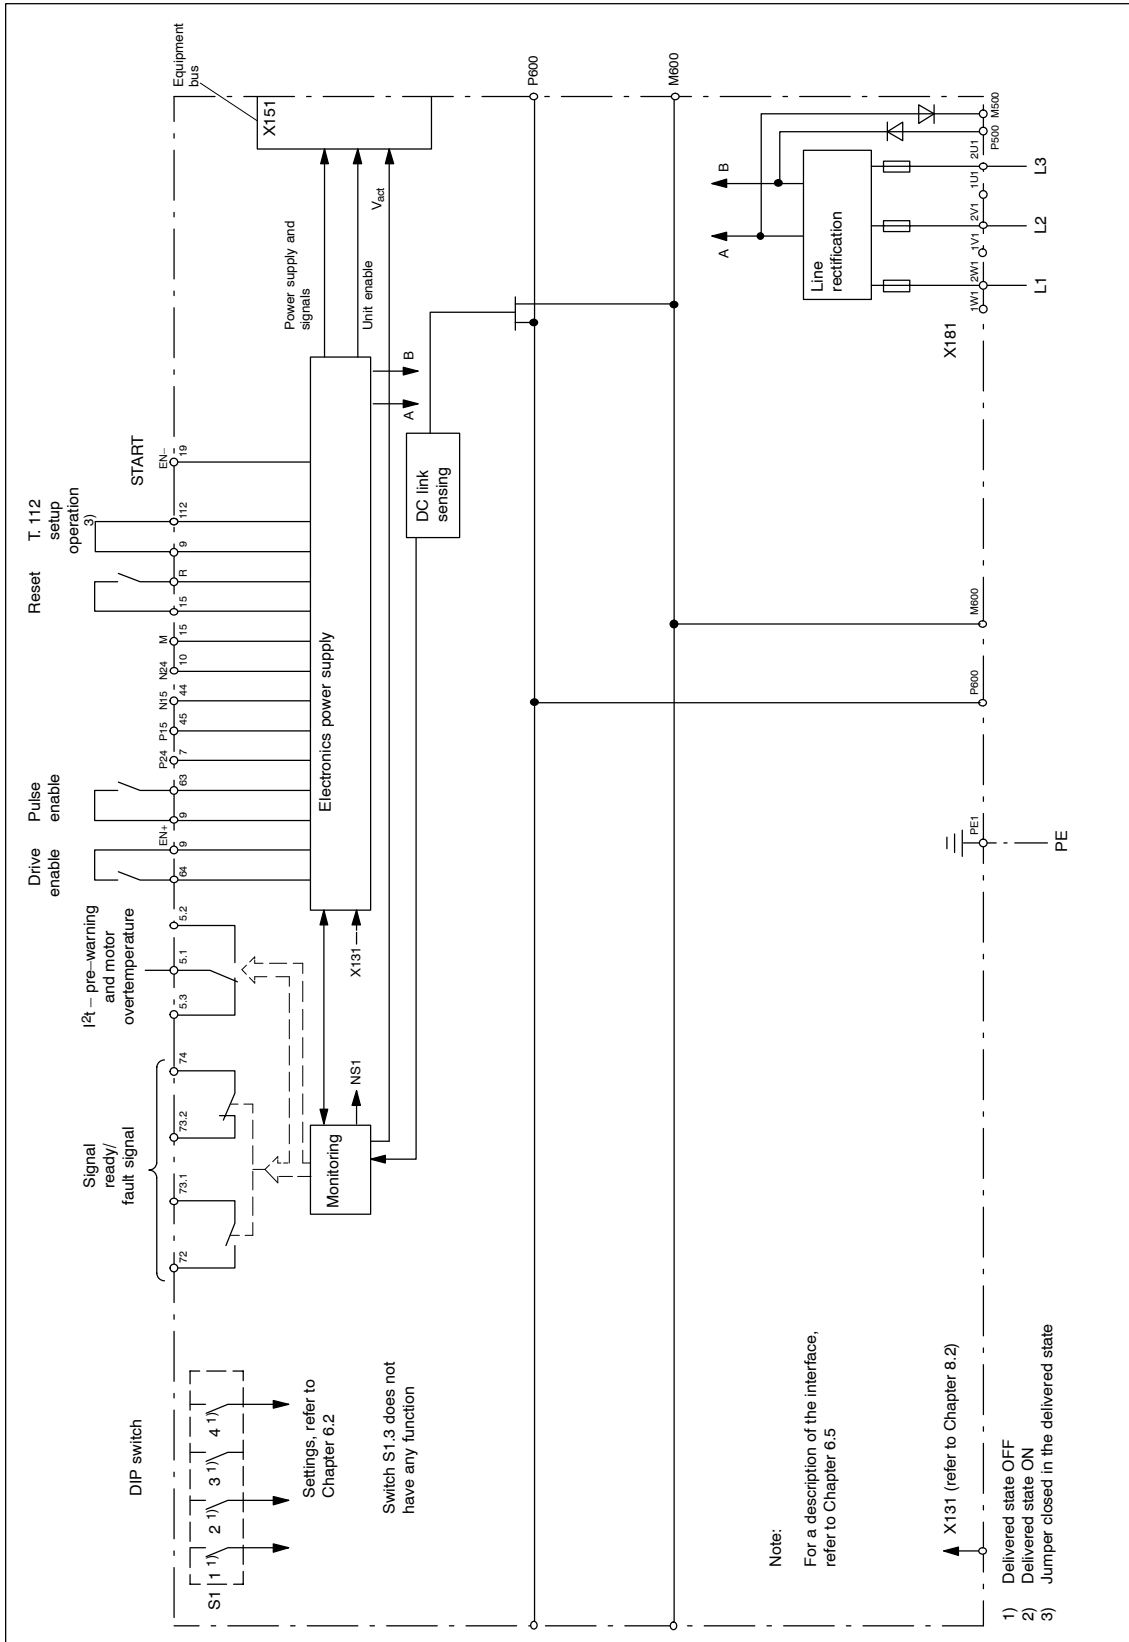 DIP switch
S1
1 1)
2 1)
3 1)
4 1)
Settings, refer to
Chapter 6.2
Switch S1.3 does not
have any function
Signal
ready/
fault signal
72
73.1
73.2
74
I²t – pre–warning
and motor
overtemperature
5.3
5.1
5.2
Drive
enable
64
9
EN+
Pulse
enable
9
63
P24
7
P15
45
N15
44
N24
10
M
15
Reset
15
R
T. 112
setup
operation
3)
9
112
START
EN–
19
Equipment
bus
X151
Monitoring
NS1
X131
Electronics power supply
Power supply and
signals
Unit enable
Vact
A
B
DC link
sensing
P600
M600
A
B
Line
rectification
Note:
For a description of the interface,
refer to Chapter 6.5
X131 (refer to Chapter 8.2)
PE1
PE
P600
M600
X181
1W1
2W1
1V1
2V1
1U1
2U1
P500
M500
L1
L2
L3
1) Delivered state OFF
2) Delivered state ON
3) Jumper closed in the delivered state